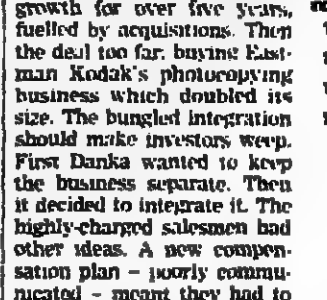 growth for over five years,
fuelled by acquisitions. Then
the deal too far, buying East-
man Kodak's photocopying
business which doubled its
size. The bungled integration
should make investors weep.
First Danka wanted to keep
the business separate. Then
it decided to integrate it. The
highly-charged salesmen had
other ideas. A new compen-
sation plan – poorly commu-
nicated – meant they had to